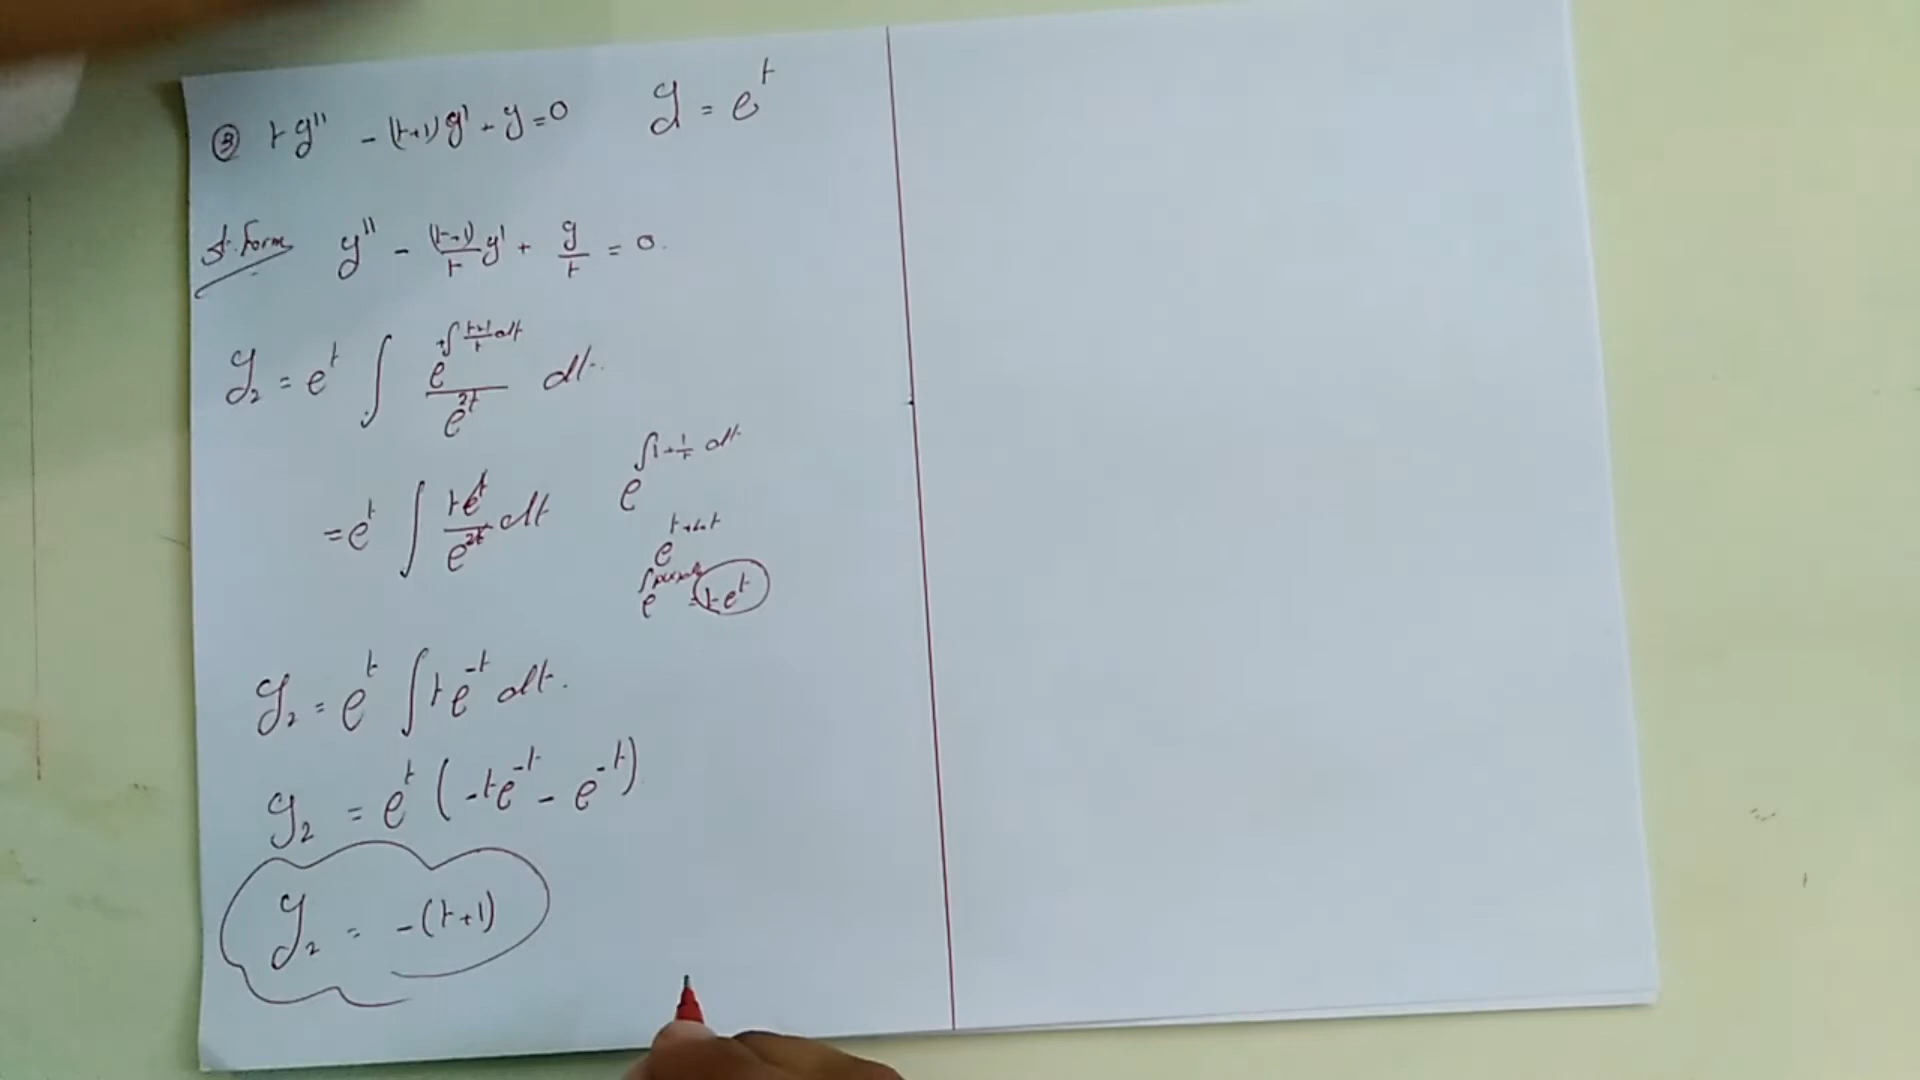 ③ ty'' - (t+1)y' + y = 0 y = e^t
st. Form y'' - (t+1)/t y' + y/t = 0.
y₂ = e^t ∫ e^(+∫ (t+1)/t dt) / e^(2t) dt.
e^(∫ 1 + 1/t dt)
= e^t ∫ te^t / e^(2t) dt
e^(t + ln t)
e^(∫ p(x) dx) = te^t
y₂ = e^t ∫ te^(-t) dt.
y₂ = e^t (-te^(-t) - e^(-t))
y₂ = -(t+1)